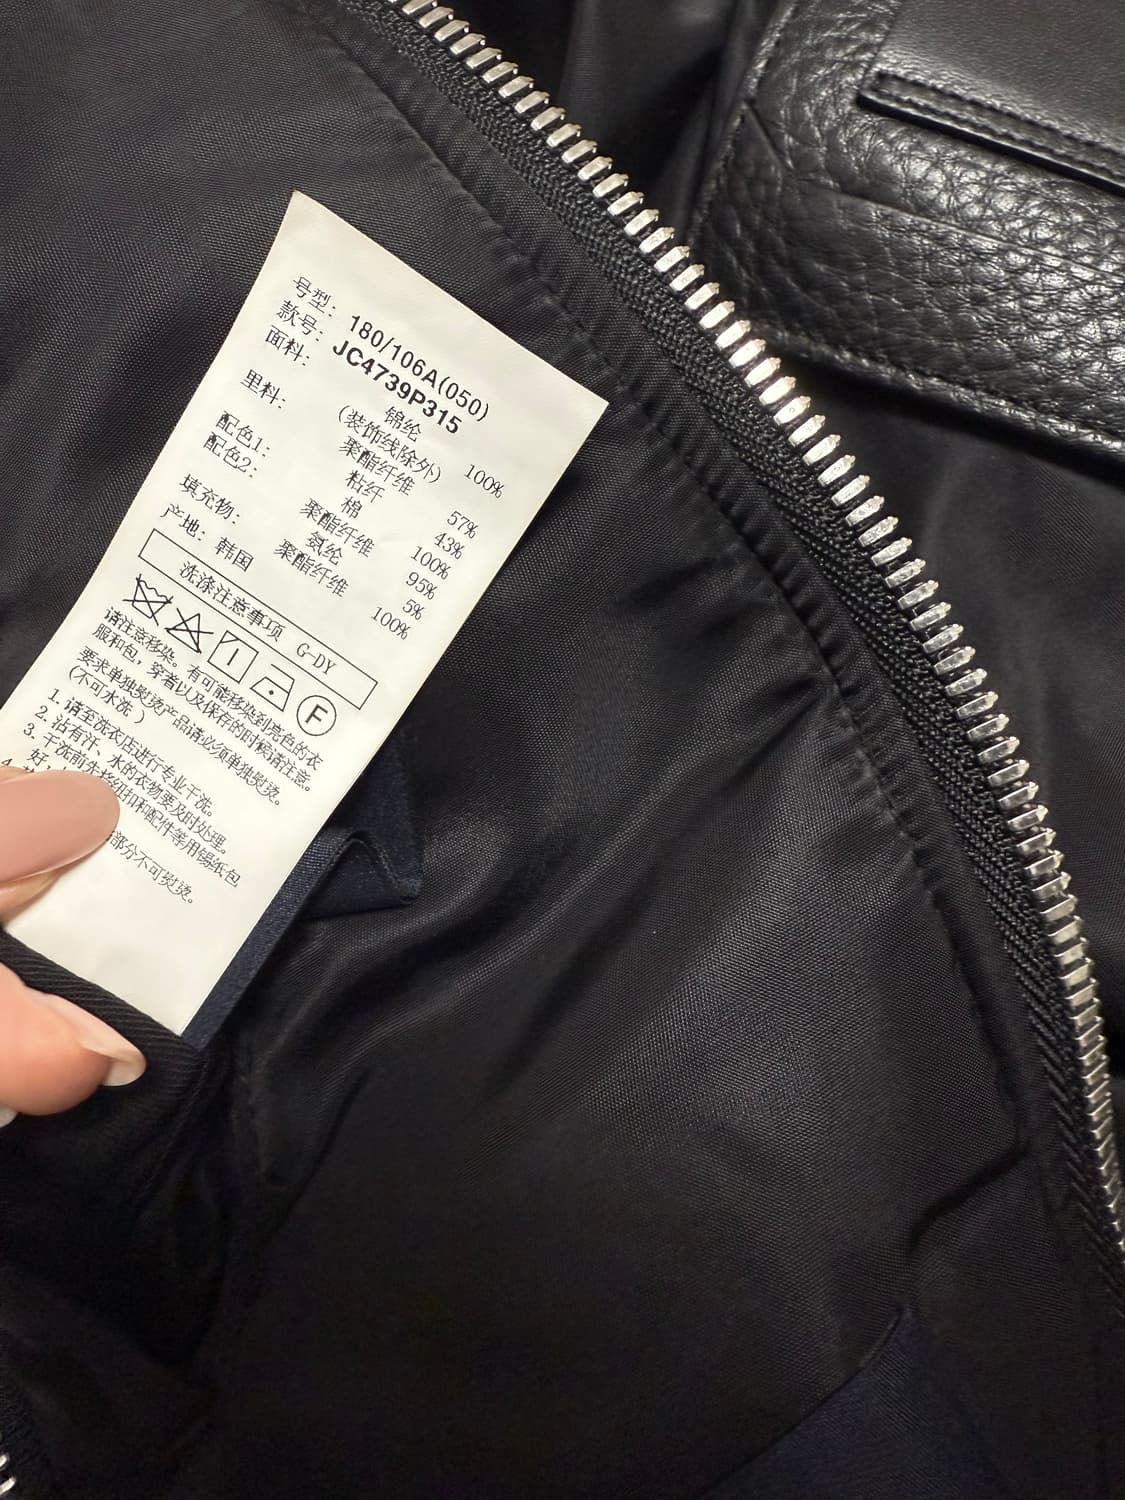 号型: 180/106A(050)
款号: JC4739P315
面料: 锦纶 100%
(装饰线除外)
里料: 聚酯纤维 57%
粘纤 43%
配色1: 棉 100%
配色2: 聚酯纤维 95%
氨纶 5%
填充物: 聚酯纤维 100%
产地: 韩国
洗涤注意事项 G-DY
F
请注意移染。有可能移染到亮色的衣
服和包，穿着以及保存的时候请注意。
要求单独熨烫产品请必须单独熨烫。
(不可水洗.)
1. 请至洗衣店进行专业干洗。
2. 沾有汗、水的衣物要及时处理。
3. 干洗前先将纽扣和配件等用锡纸包
好.
4.
部分不可熨烫。